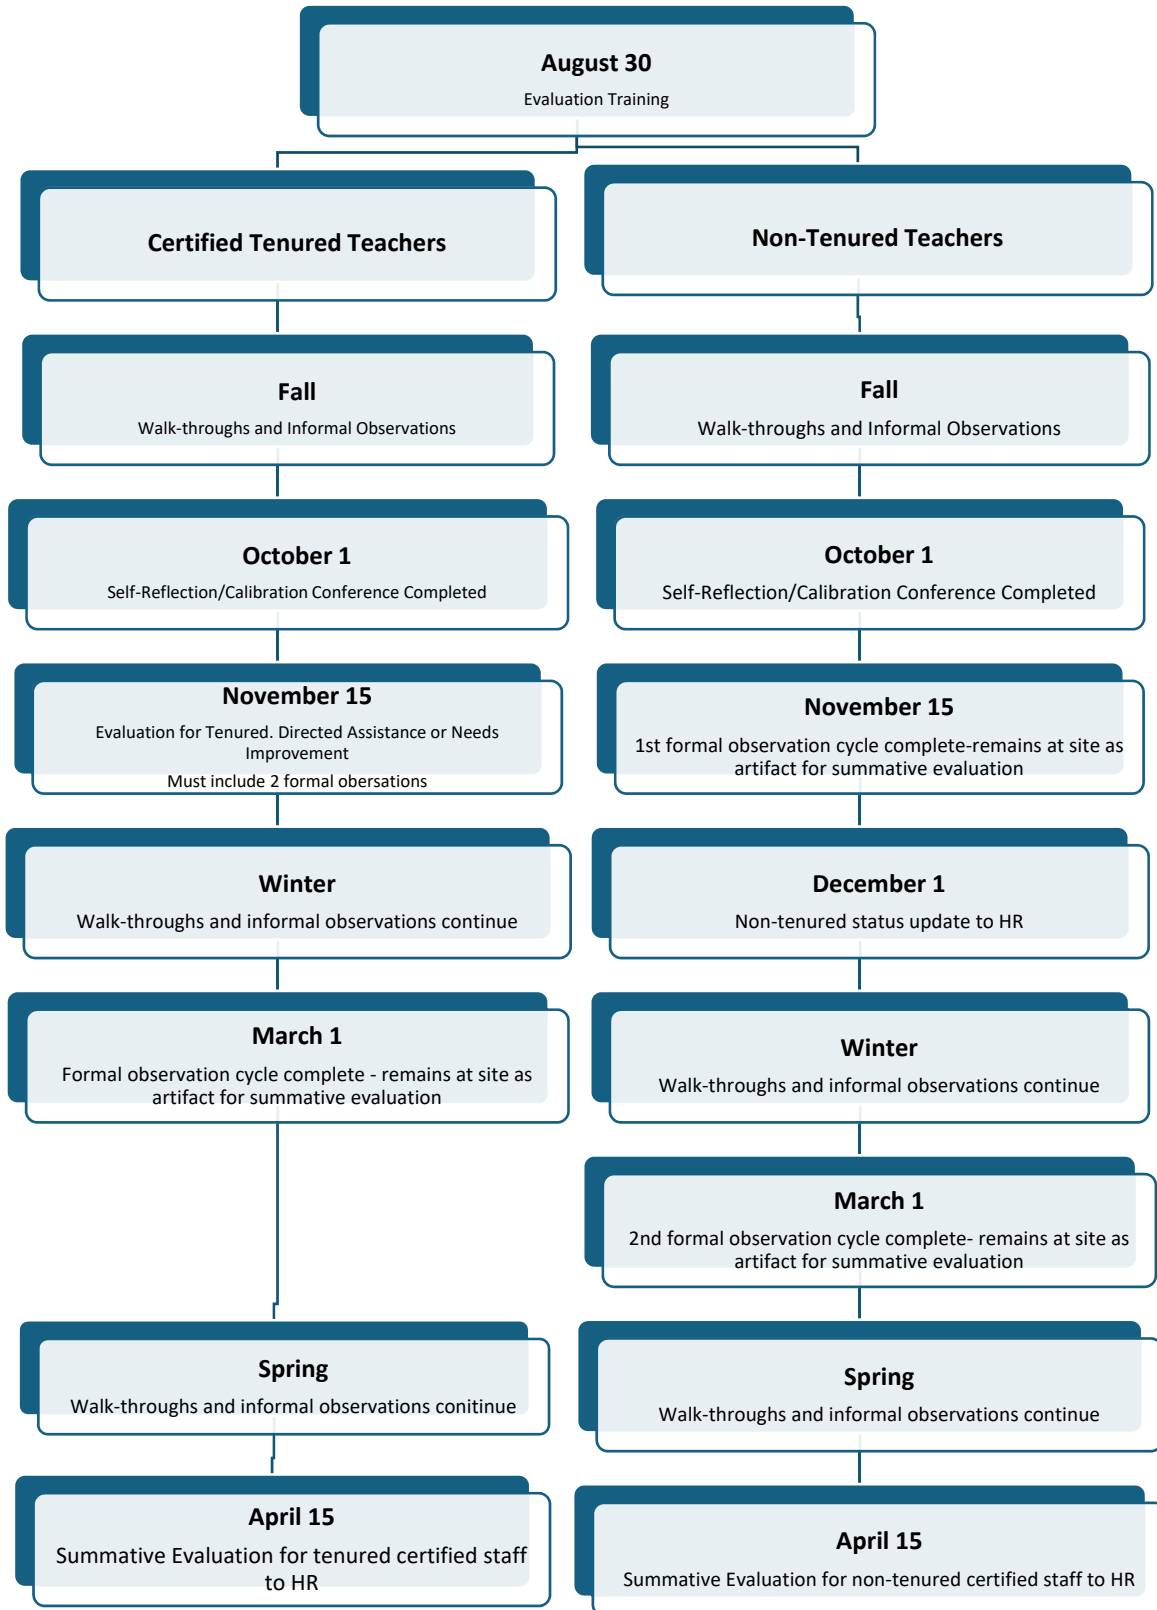 August 30
Evaluation Training
Certified Tenured Teachers
Fall
Walk-throughs and Informal Observations
October 1
Self-Reflection/Calibration Conference Completed
November 15
Evaluation for Tenured. Directed Assistance or Needs
Improvement
Must include 2 formal obersations
Winter
Walk-throughs and informal observations continue
March 1
Formal observation cycle complete - remains at site as
artifact for summative evaluation
Spring
Walk-throughs and informal observations conitinue
April 15
Summative Evaluation for tenured certified staff
to HR
Non-Tenured Teachers
Fall
Walk-throughs and Informal Observations
October 1
Self-Reflection/Calibration Conference Completed
November 15
1st formal observation cycle complete-remains at site as
artifact for summative evaluation
December 1
Non-tenured status update to HR
Winter
Walk-throughs and informal observations continue
March 1
2nd formal observation cycle complete- remains at site as
artifact for summative evaluation
Spring
Walk-throughs and informal observations continue
April 15
Summative Evaluation for non-tenured certified staff to HR